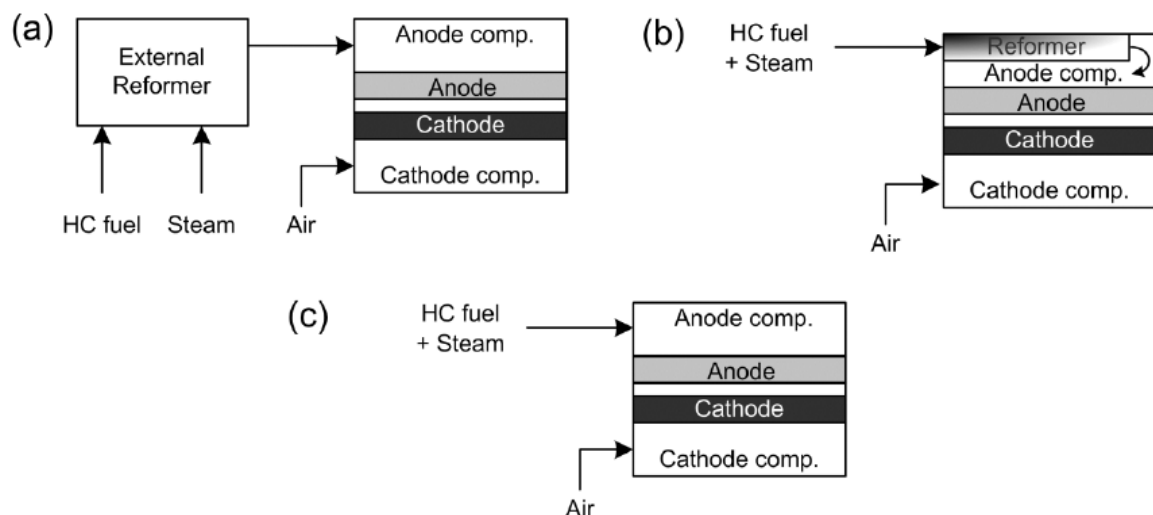 (a)
External
Reformer
HC fuel
Steam
Anode comp.
Anode
Cathode
Cathode comp.
Air
(b)
HC fuel
+ Steam
Reformer
Anode comp.
Anode
Cathode
Cathode comp.
Air
(c)
HC fuel
+ Steam
Anode comp.
Anode
Cathode
Cathode comp.
Air